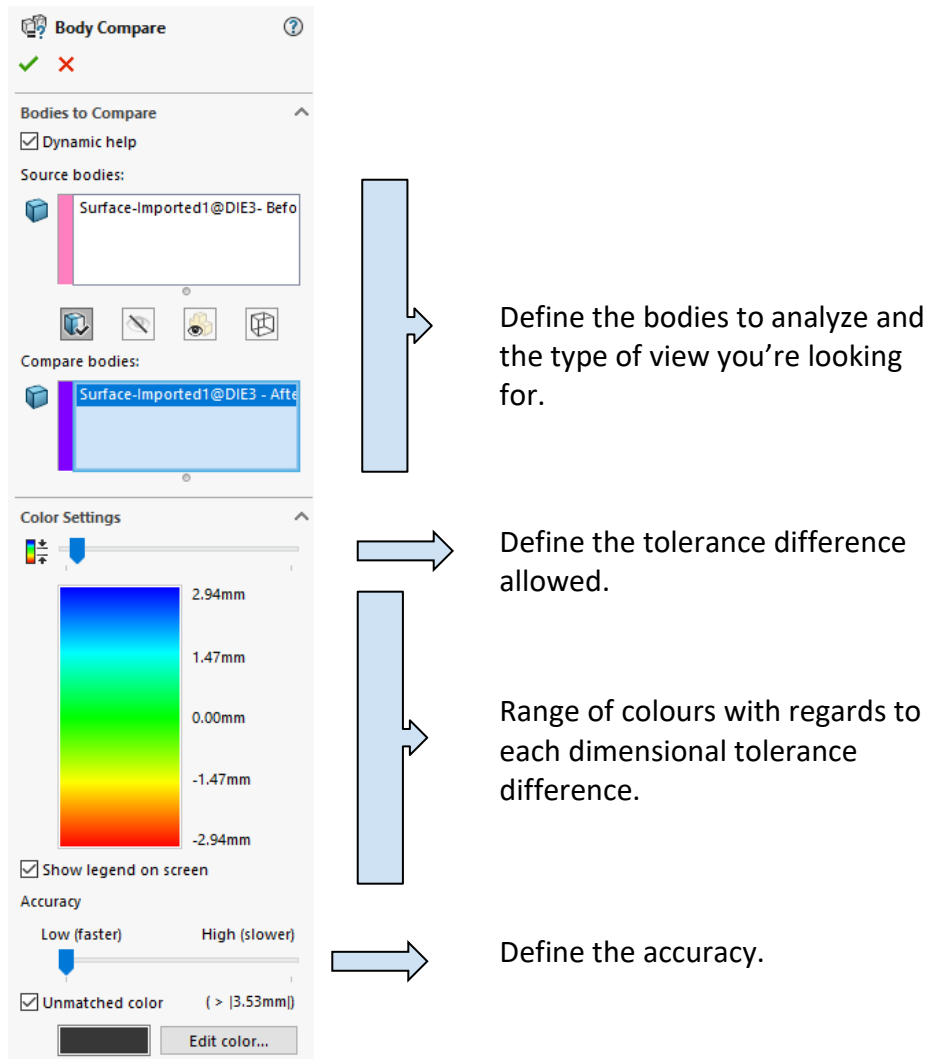 Body Compare
Bodies to Compare
Dynamic help
Source bodies:
Surface-Imported1@DIE3- Befo
Compare bodies:
Surface-Imported1@DIE3 - Afte
Define the bodies to analyze and
the type of view you’re looking
for.
Color Settings
Define the tolerance difference
allowed.
2.94mm
1.47mm
0.00mm
-1.47mm
-2.94mm
Range of colours with regards to
each dimensional tolerance
difference.
Show legend on screen
Accuracy
Low (faster) High (slower)
Define the accuracy.
Unmatched color ( > |3.53mm|)
Edit color...